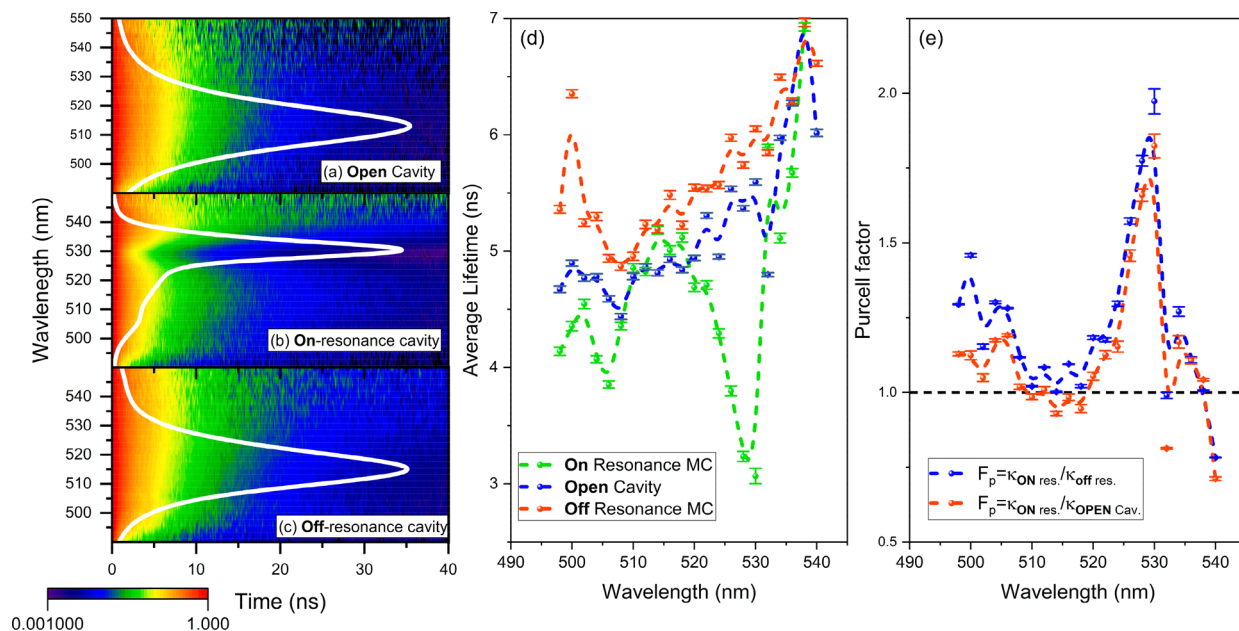 Wavlenegth (nm)
550
540
530
520
510
500
(a) Open Cavity
540
530
520
510
500
(b) On-resonance cavity
530
520
510
500
(c) Off-resonance cavity
0 10 20 30 40
Time (ns)
0.001000 1.000
(d)
Average Lifetime (ns)
7
6
5
4
3
On Resonance MC
Open Cavity
Off Resonance MC
490 500 510 520 530 540
Wavelength (nm)
(e)
Purcell factor
2.0
1.5
1.0
0.5
Fp=κON res./κoff res.
Fp=κON res./κOPEN Cav.
490 500 510 520 530 540
Wavelength (nm)